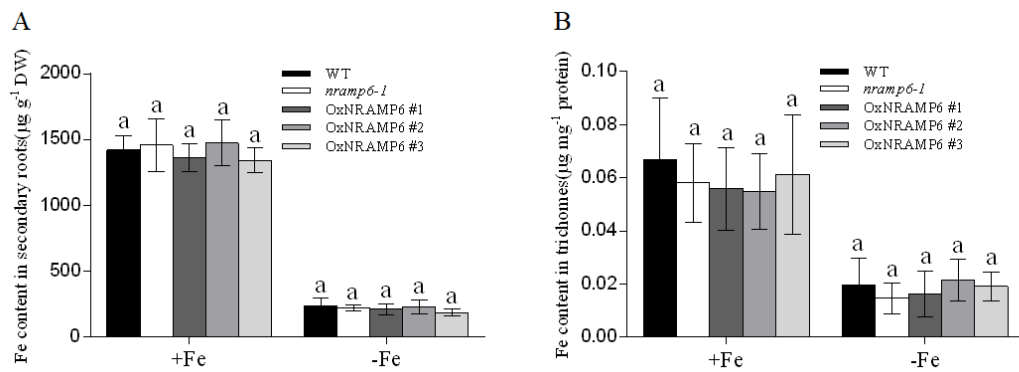 A
Fe content in secondary roots(µg g⁻¹ DW)
2000
1500
1000
500
0
WT
nramp6-1
OxNRAMP6 #1
OxNRAMP6 #2
OxNRAMP6 #3
a a a a a
a a a a a
+Fe -Fe
B
Fe content in trichomes(µg mg⁻¹ protein)
0.10
0.08
0.06
0.04
0.02
0.00
WT
nramp6-1
OxNRAMP6 #1
OxNRAMP6 #2
OxNRAMP6 #3
a a a a a
a a a a a
+Fe -Fe